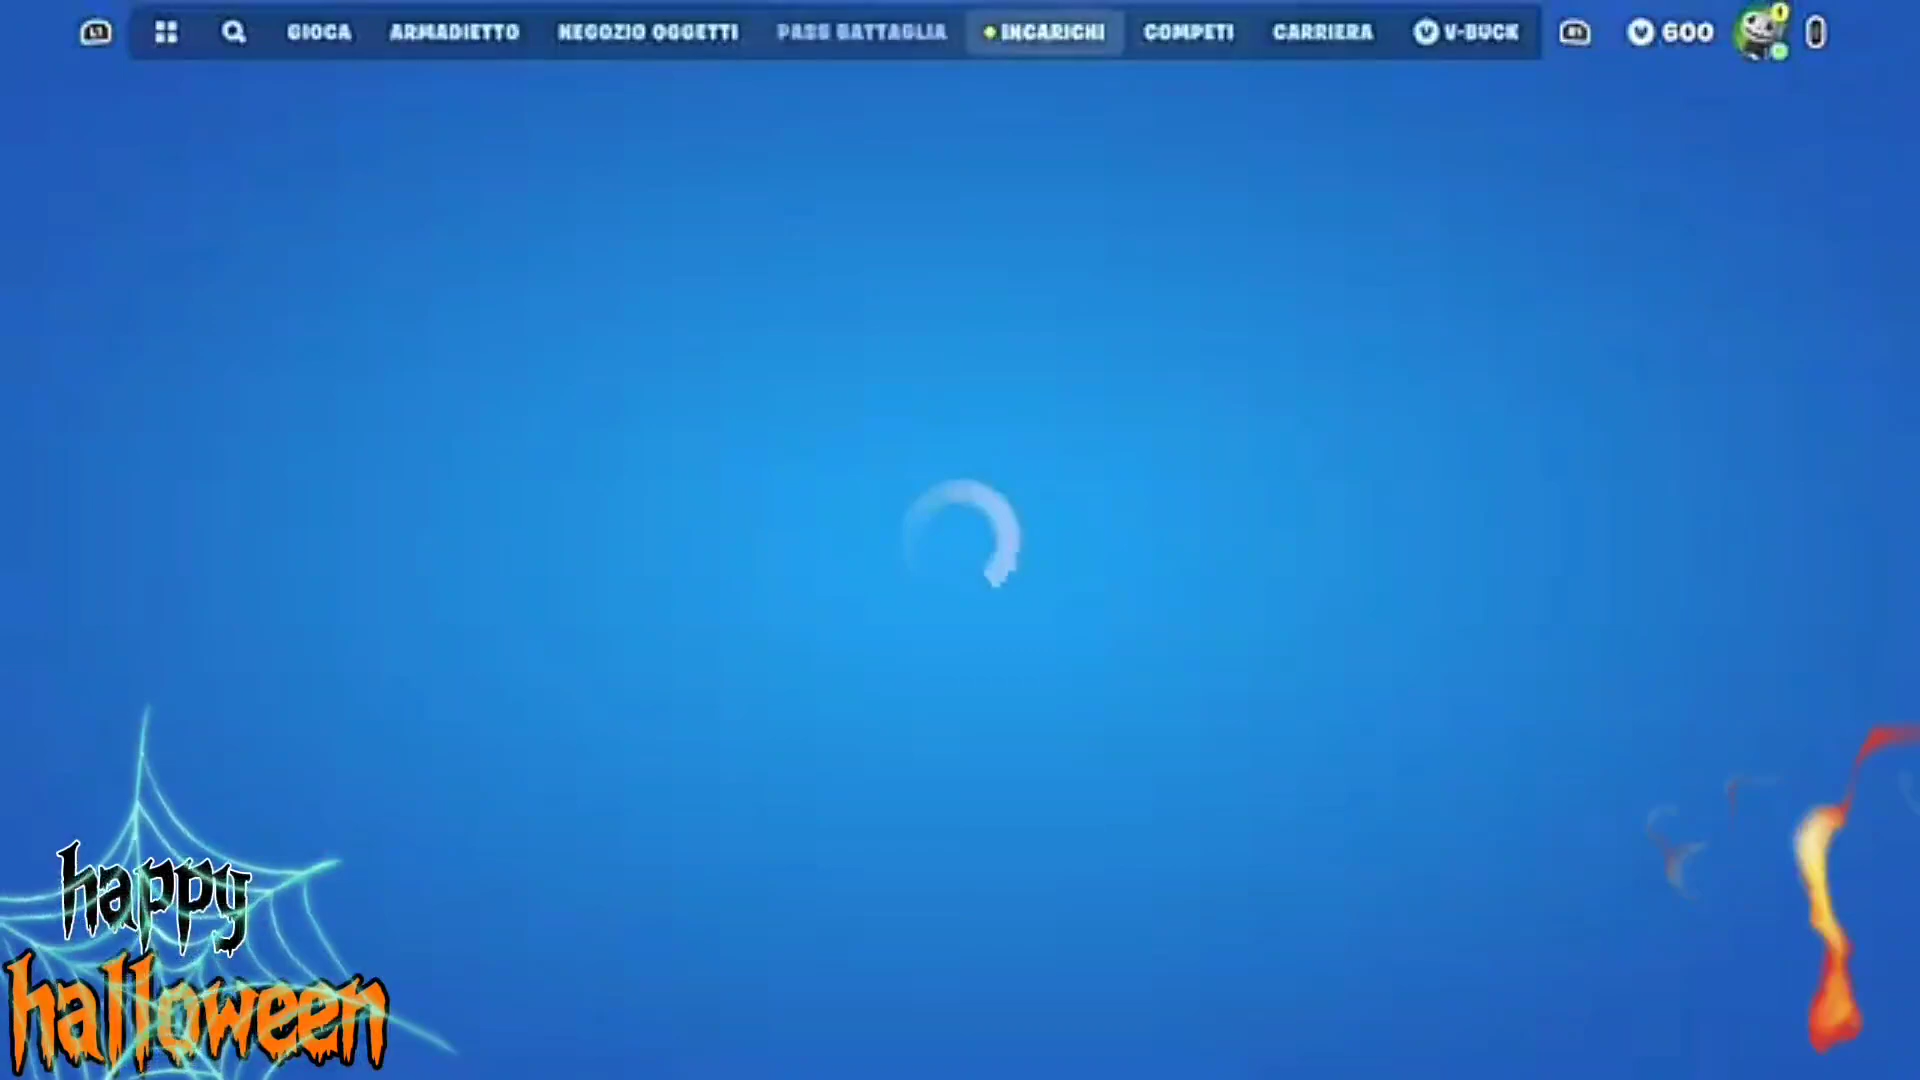 GIOCA ARMADIETTO NEGOZIO OGGETTI PASS BATTAGLIA INCARICHI COMPETI CARRIERA V-BUCK 600
happy
halloween